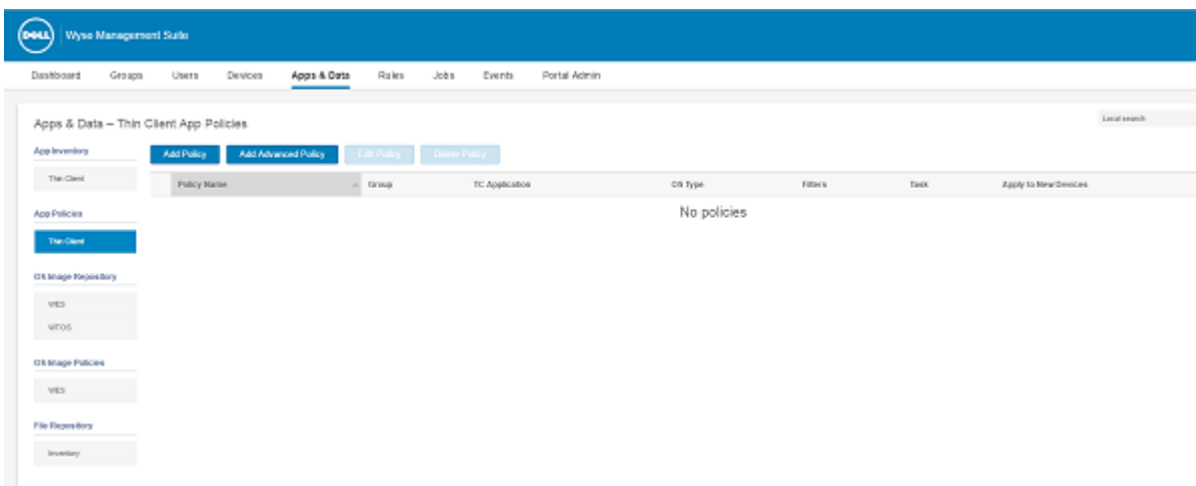 DELL Wyse Management Suite
Dashboard Groups Users Devices Apps & Data Rules Jobs Events Portal Admin
Apps & Data – Thin Client App Policies
Local search
App Inventory
Add Policy Add Advanced Policy Edit Policy Delete Policy
Thin Client
Policy Name Group TC Application OS Type Filters Task Apply to New Devices
App Policies
No policies
Thin Client
OS Image Repository
WES
WTOS
OS Image Policies
WES
File Repository
Inventory